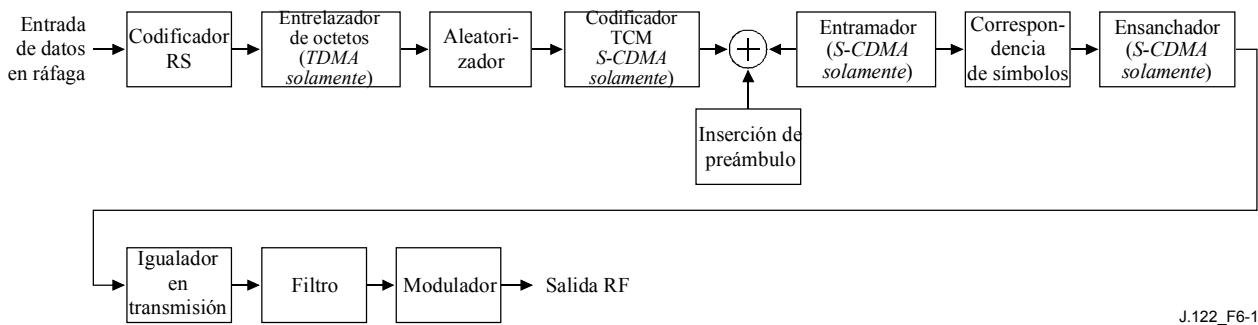 Entrada
de datos
en ráfaga
Codificador
RS
Entrelazador
de octetos
(TDMA
solamente)
Aleatori-
zador
Codificador
TCM
S-CDMA
solamente)
Inserción de
preámbulo
Entramador
(S-CDMA
solamente)
Correspon-
dencia
de símbolos
Ensanchador
(S-CDMA
solamente)
Igualador
en
transmisión
Filtro
Modulador
Salida RF
J.122_F6-1